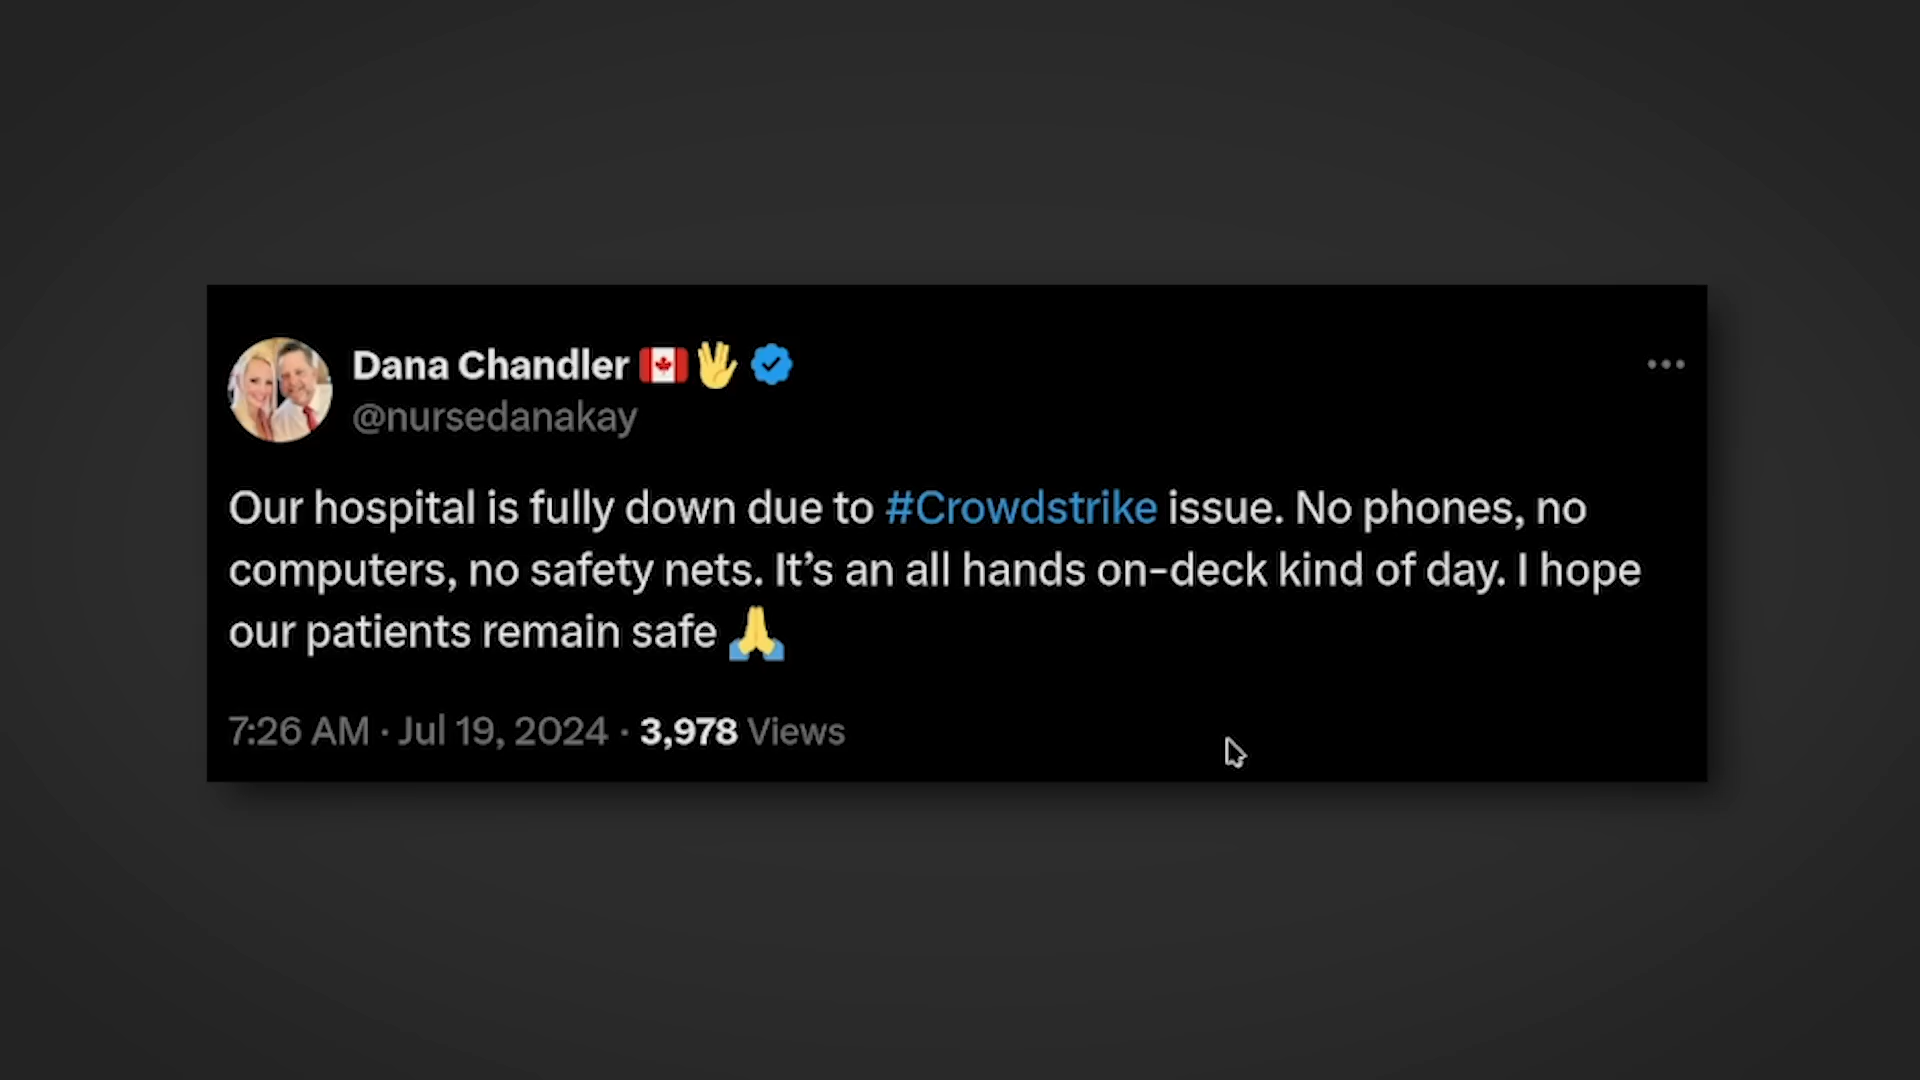 Dana Chandler 🇨🇦🖖
@nursedanakay
Our hospital is fully down due to #Crowdstrike issue. No phones, no
computers, no safety nets. It’s an all hands on-deck kind of day. I hope
our patients remain safe 🙏
7:26 AM · Jul 19, 2024 · 3,978 Views